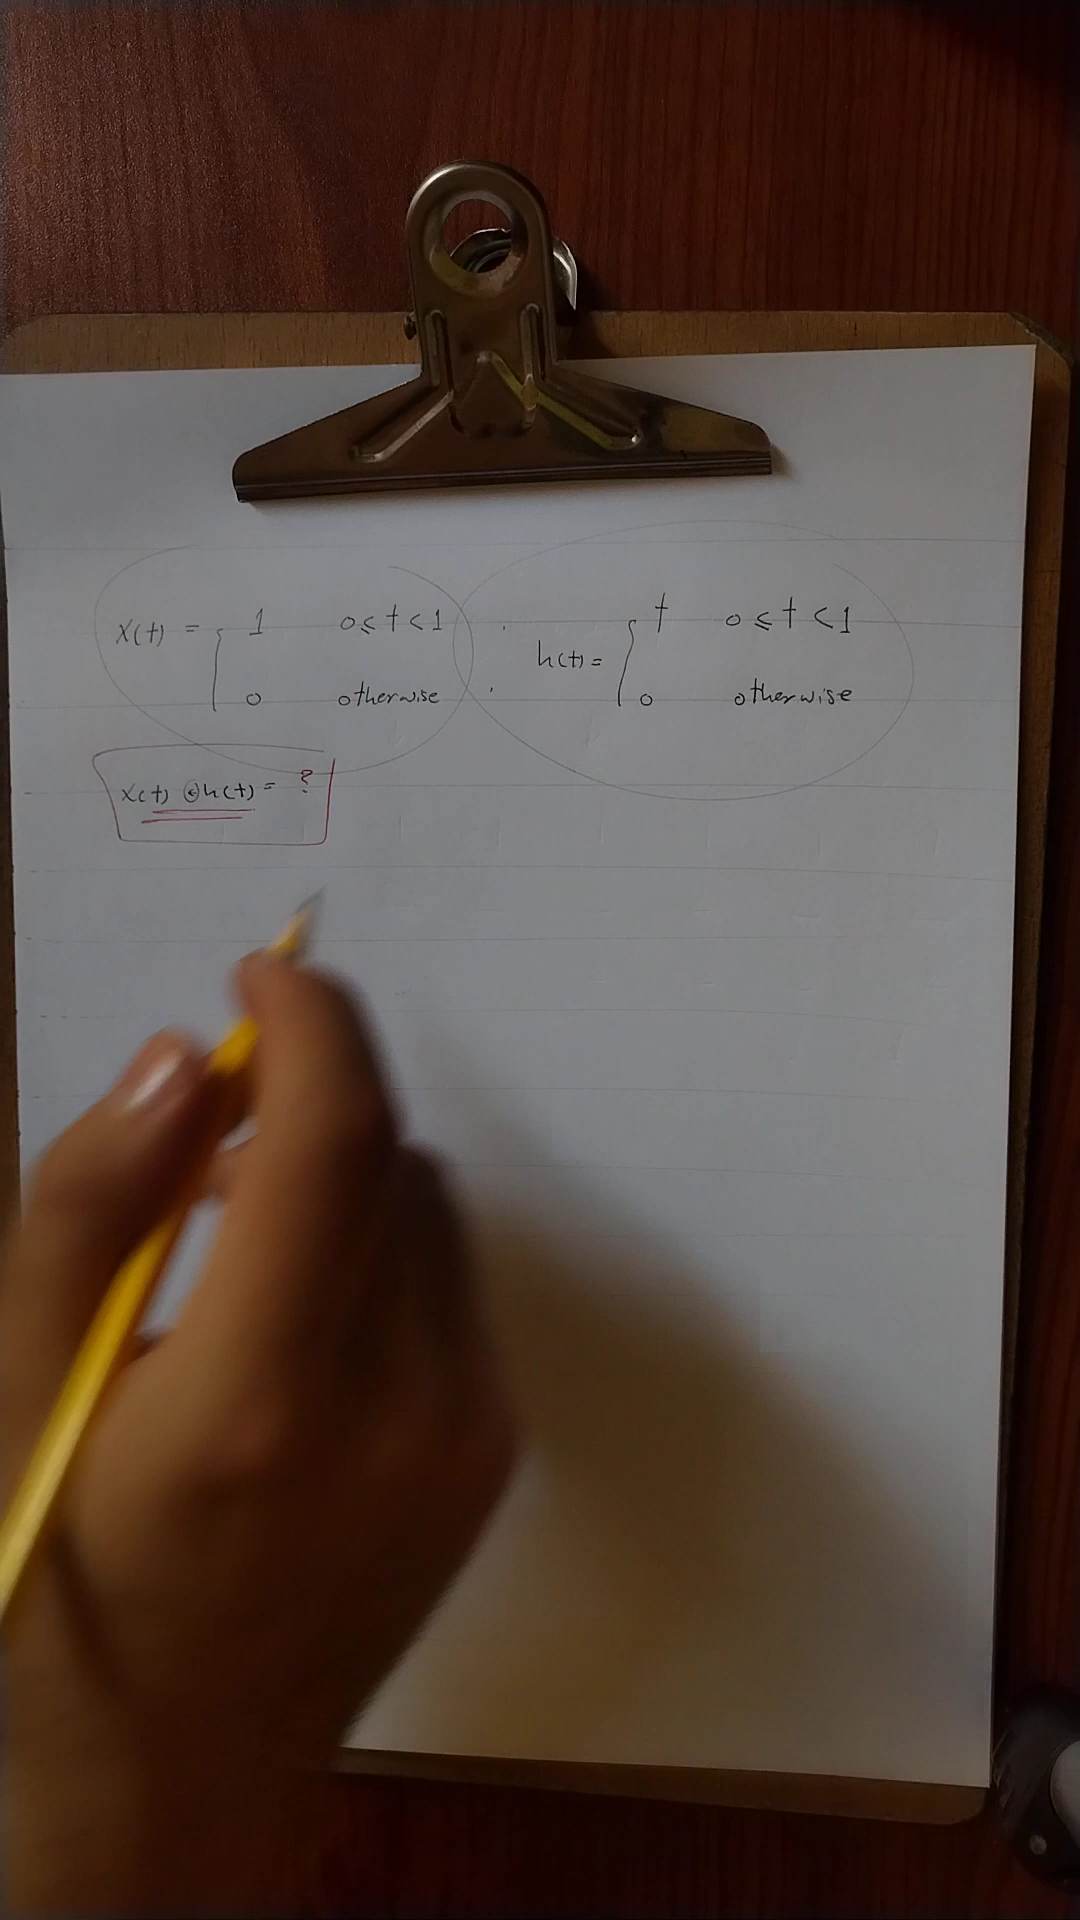 x(t) = { 1 0 ⩽ t < 1
0 otherwise
h(t) = { t 0 ⩽ t < 1
0 otherwise
x(t) ⊛ h(t) = ?